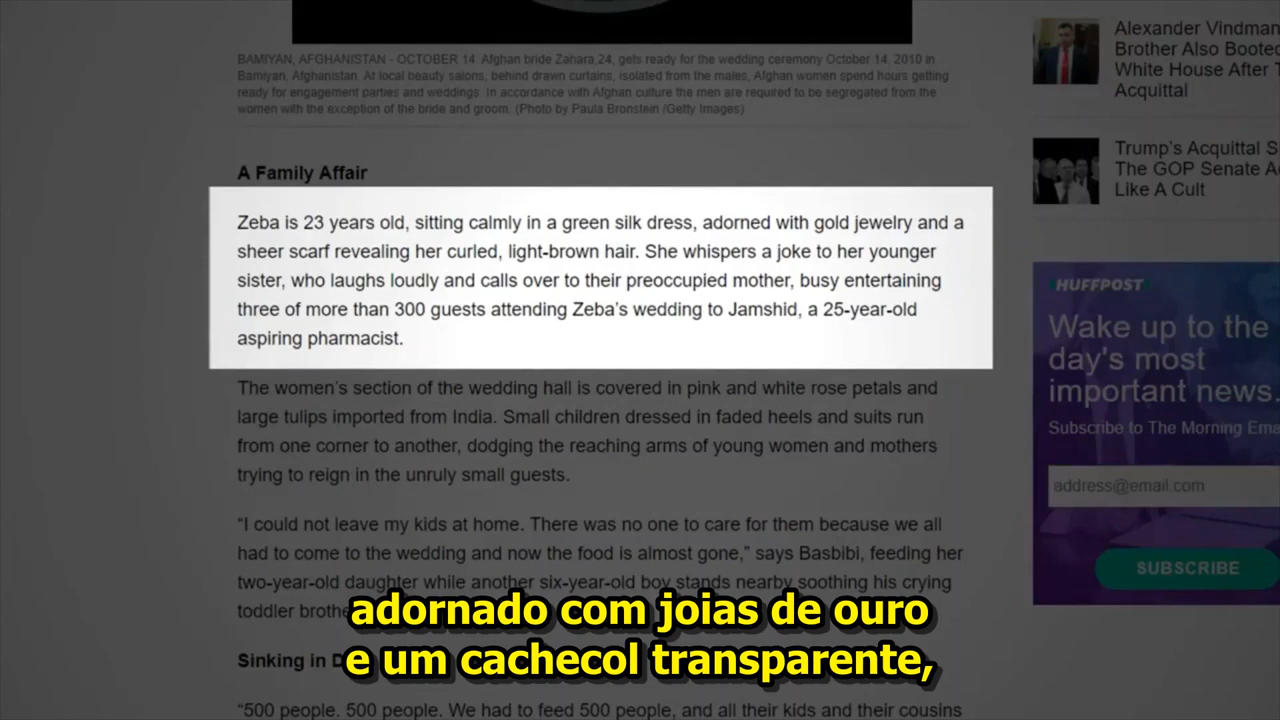 BAMIYAN, AFGHANISTAN - OCTOBER 14: Afghan bride Zahara,24, gets ready for the wedding ceremony October 14, 2010 in
Bamiyan, Afghanistan. At local beauty salons, behind drawn curtains, isolated from the males, Afghan women spend hours getting
ready for engagement parties and weddings. In accordance with Afghan culture the men are required to be segregated from the
women with the exception of the bride and groom. (Photo by Paula Bronstein /Getty Images)
A Family Affair
Zeba is 23 years old, sitting calmly in a green silk dress, adorned with gold jewelry and a
sheer scarf revealing her curled, light-brown hair. She whispers a joke to her younger
sister, who laughs loudly and calls over to their preoccupied mother, busy entertaining
three of more than 300 guests attending Zeba’s wedding to Jamshid, a 25-year-old
aspiring pharmacist.
The women’s section of the wedding hall is covered in pink and white rose petals and
large tulips imported from India. Small children dressed in faded heels and suits run
from one corner to another, dodging the reaching arms of young women and mothers
trying to reign in the unruly small guests.
“I could not leave my kids at home. There was no one to care for them because we all
had to come to the wedding and now the food is almost gone,” says Basbibi, feeding her
two-year-old daughter while another six-year-old boy stands nearby soothing his crying
toddler
Sinking in
“500 people. 500 people. We had to feed 500 people, and all their kids and their cousins
Alexander Vindman
Brother Also Booted
White House After
Acquittal
Trump’s Acquittal
The GOP Senate
Like A Cult
HUFFPOST
Wake up to the
day's most
important news.
Subscribe to The Morning
address@email.com
SUBSCRIBE
adornado com joias de ouro
e um cachecol transparente,